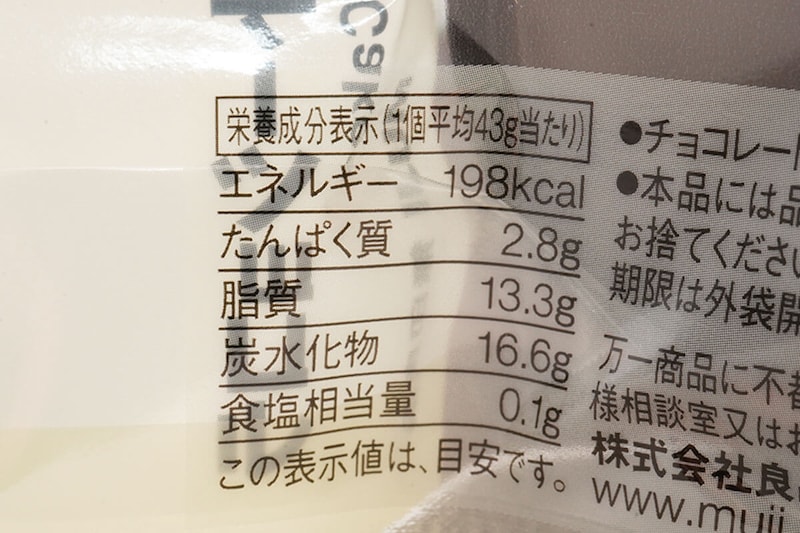 Cak
栄養成分表示(1個平均43g当たり)
エネルギー 198kcal
たんぱく質 2.8g
脂質 13.3g
炭水化物 16.6g
食塩相当量 0.1g
この表示値は、目安です。
●チョコレート
●本品には品
お捨てくださ
期限は外袋開
万一商品に不都
様相談室又はお
株式会社良
www.muji